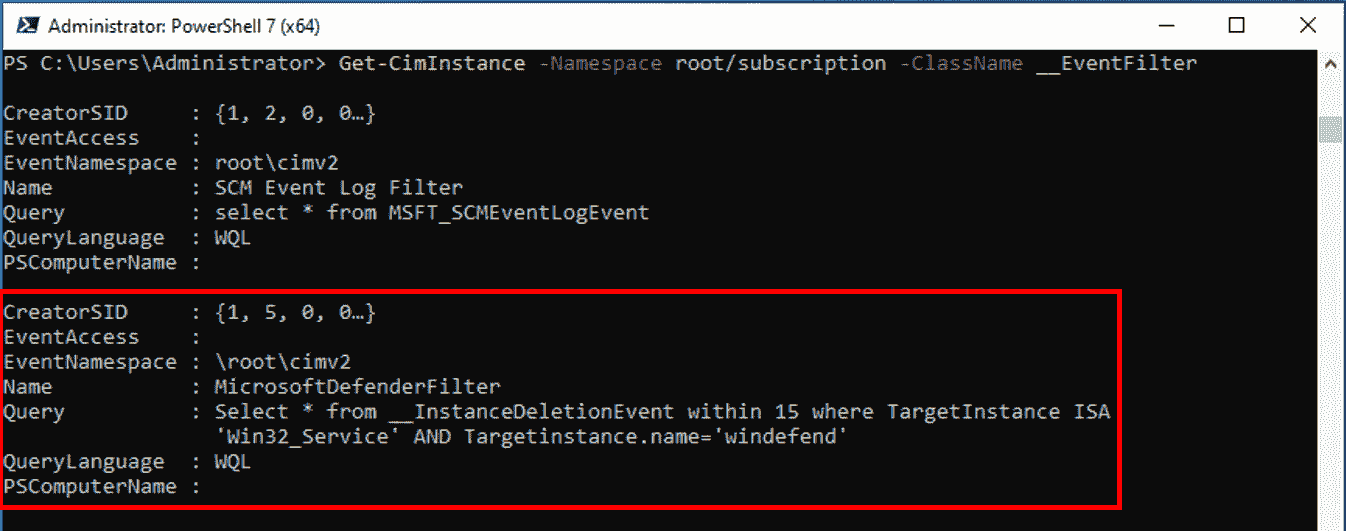 Administrator: PowerShell 7 (x64)
PS C:\Users\Administrator> Get-CimInstance -Namespace root/subscription -ClassName __EventFilter
CreatorSID     : {1, 2, 0, 0…}
EventAccess    :
EventNamespace : root\cimv2
Name           : SCM Event Log Filter
Query          : select * from MSFT_SCMEventLogEvent
QueryLanguage  : WQL
PSComputerName :
CreatorSID     : {1, 5, 0, 0…}
EventAccess    :
EventNamespace : \root\cimv2
Name           : MicrosoftDefenderFilter
Query          : Select * from __InstanceDeletionEvent within 15 where TargetInstance ISA
                 'Win32_Service' AND Targetinstance.name='windefend'
QueryLanguage  : WQL
PSComputerName :